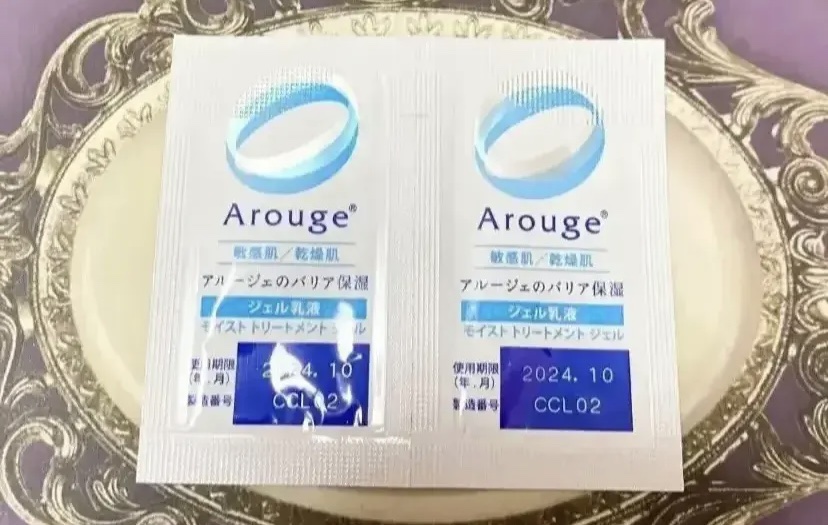 Arouge®
敏感肌／乾燥肌
アルージェのバリア保湿
ジェル乳液
モイスト トリートメント ジェル
使用期限
(年.月)
2024. 10
製造番号
CCL02
Arouge®
敏感肌／乾燥肌
アルージェのバリア保湿
ジェル乳液
モイスト トリートメント ジェル
使用期限
(年.月)
2024. 10
製造番号
CCL02